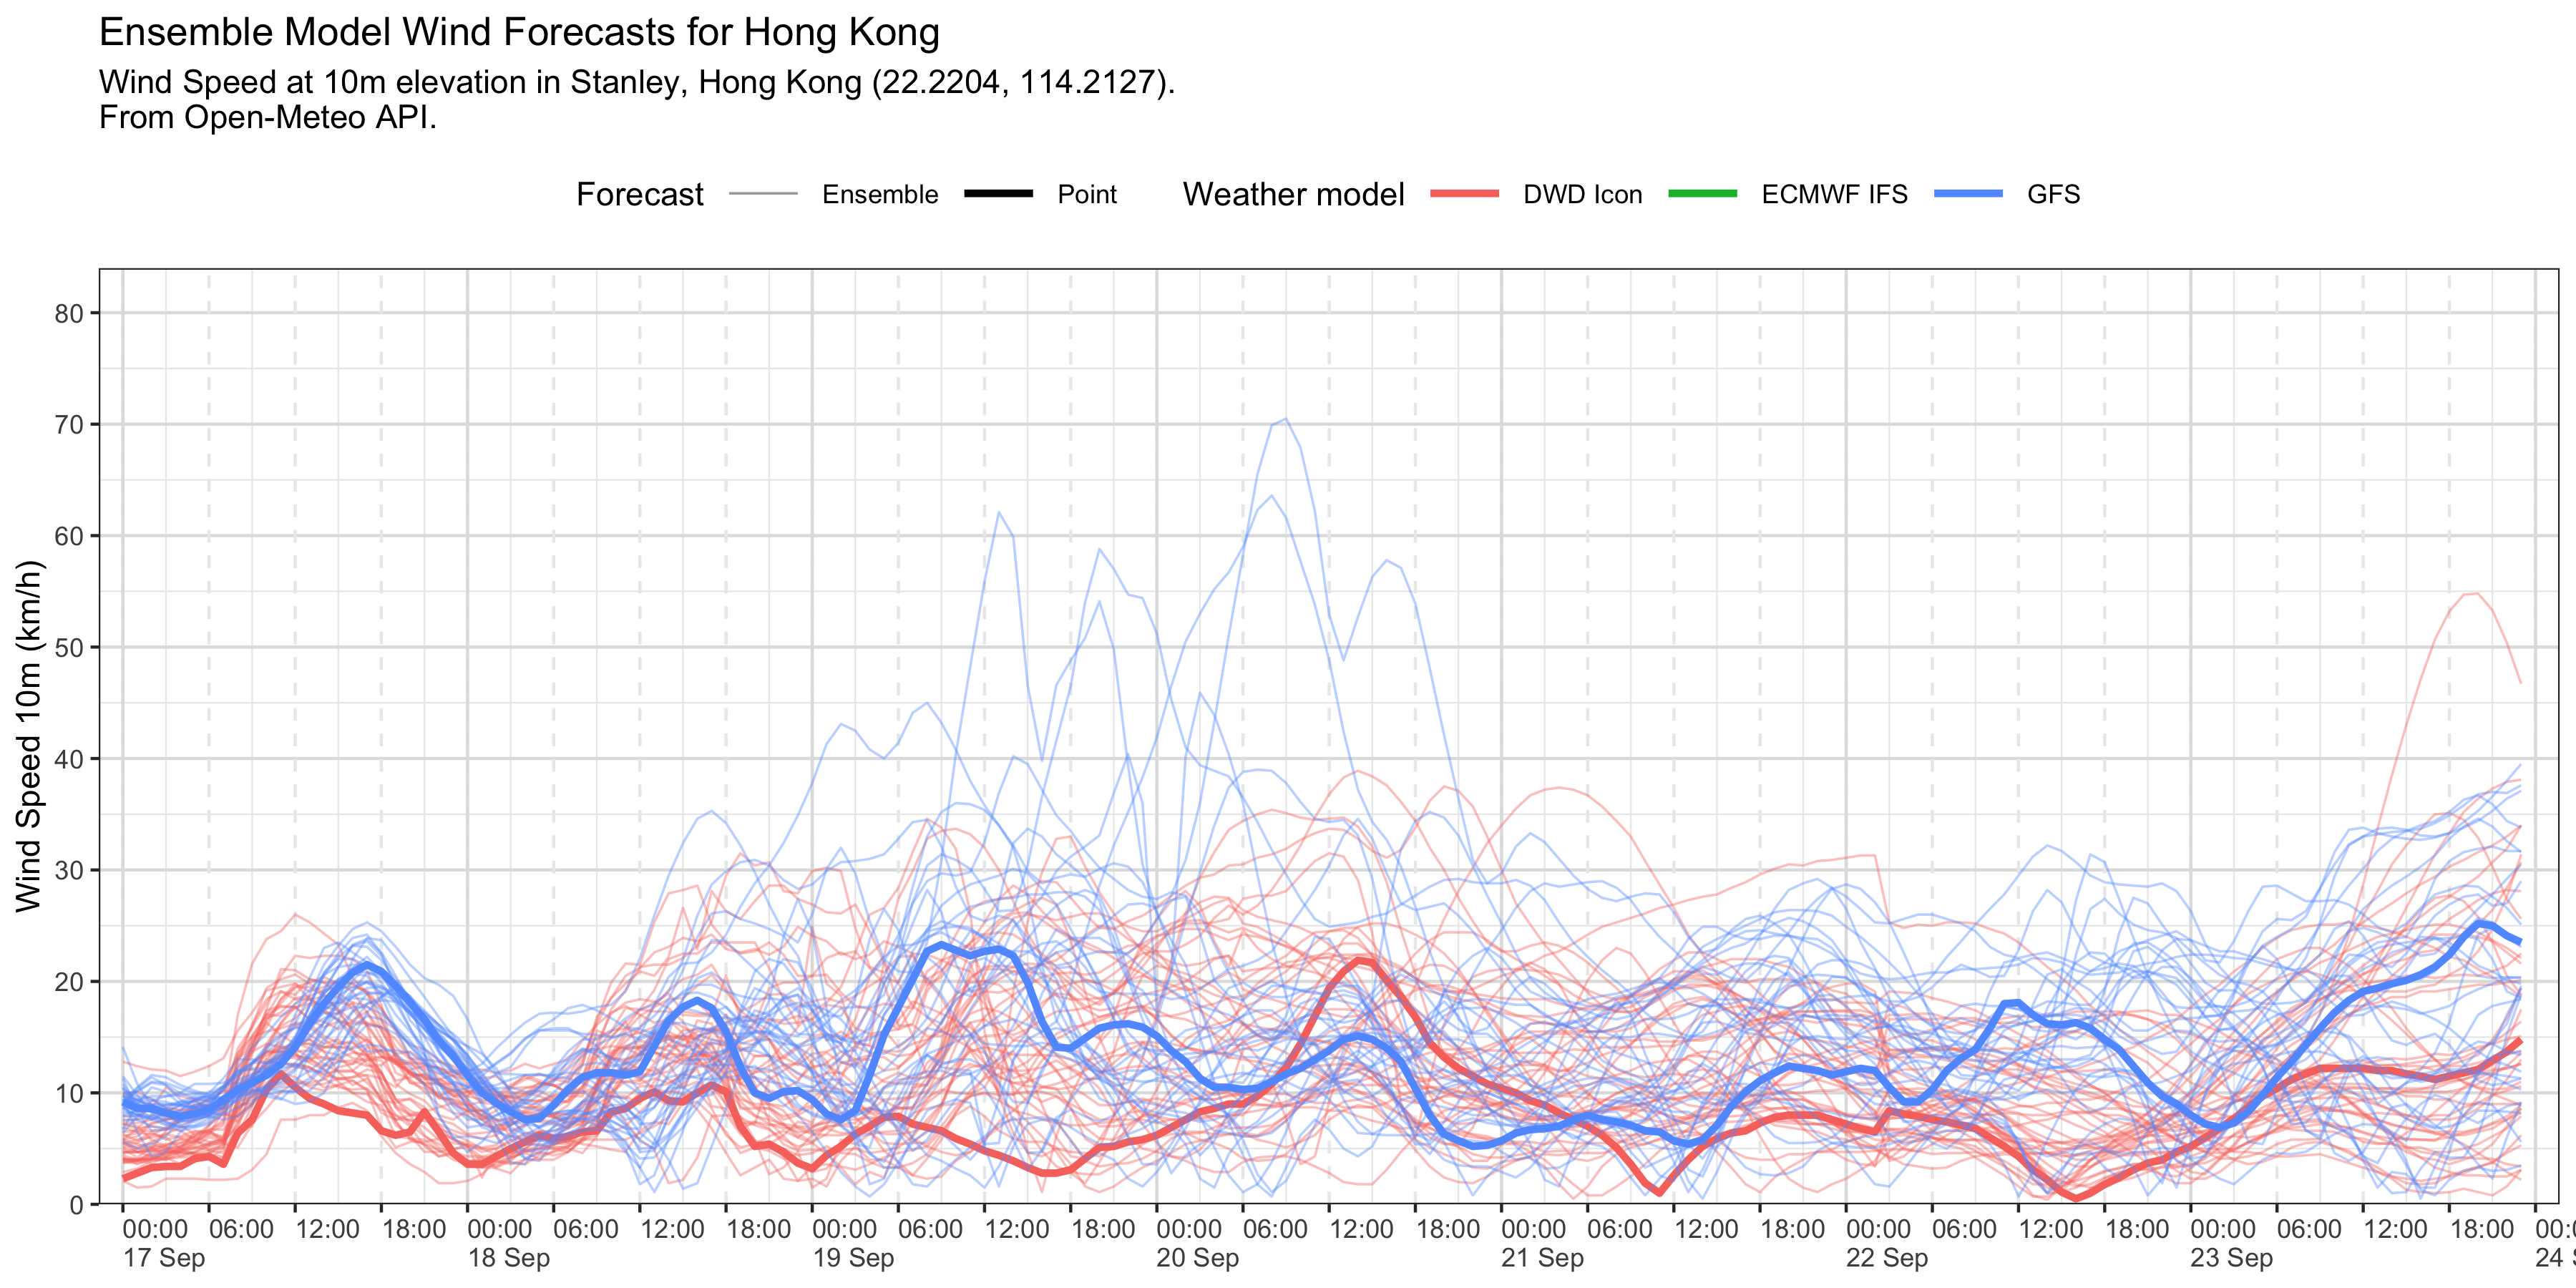 Ensemble Model Wind Forecasts for Hong Kong
Wind Speed at 10m elevation in Stanley, Hong Kong (22.2204, 114.2127).
From Open-Meteo API.
Forecast Ensemble Point Weather model DWD Icon ECMWF IFS GFS
Wind Speed 10m (km/h)
80
70
60
50
40
30
20
10
0
00:00 06:00 12:00 18:00 00:00 06:00 12:00 18:00 00:00 06:00 12:00 18:00 00:00 06:00 12:00 18:00 00:00 06:00 12:00 18:00 00:00 06:00 12:00 18:00 00:00 06:00 12:00 18:00 00:0
17 Sep 18 Sep 19 Sep 20 Sep 21 Sep 22 Sep 23 Sep 24 S